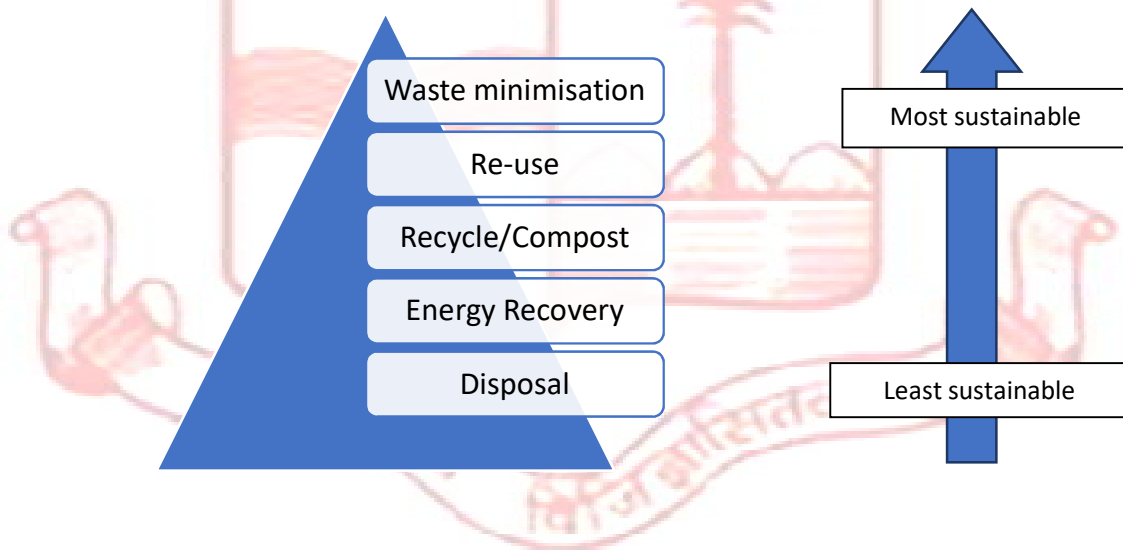 Waste minimisation
Most sustainable
Re-use
Recycle/Compost
Energy Recovery
Disposal
Least sustainable